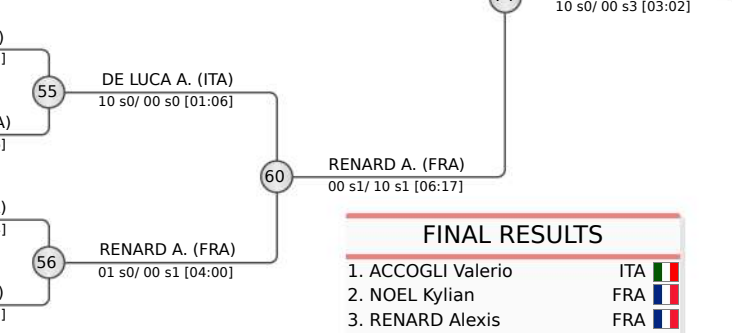 10 s0/ 00 s3 [03:02]
)
]
55
DE LUCA A. (ITA)
10 s0/ 00 s0 [01:06]
A)
]
60
RENARD A. (FRA)
00 s1/ 10 s1 [06:17]
)
]
56
RENARD A. (FRA)
01 s0/ 00 s1 [04:00]
)
]
FINAL RESULTS
1. ACCOGLI Valerio ITA
2. NOEL Kylian FRA
3. RENARD Alexis FRA